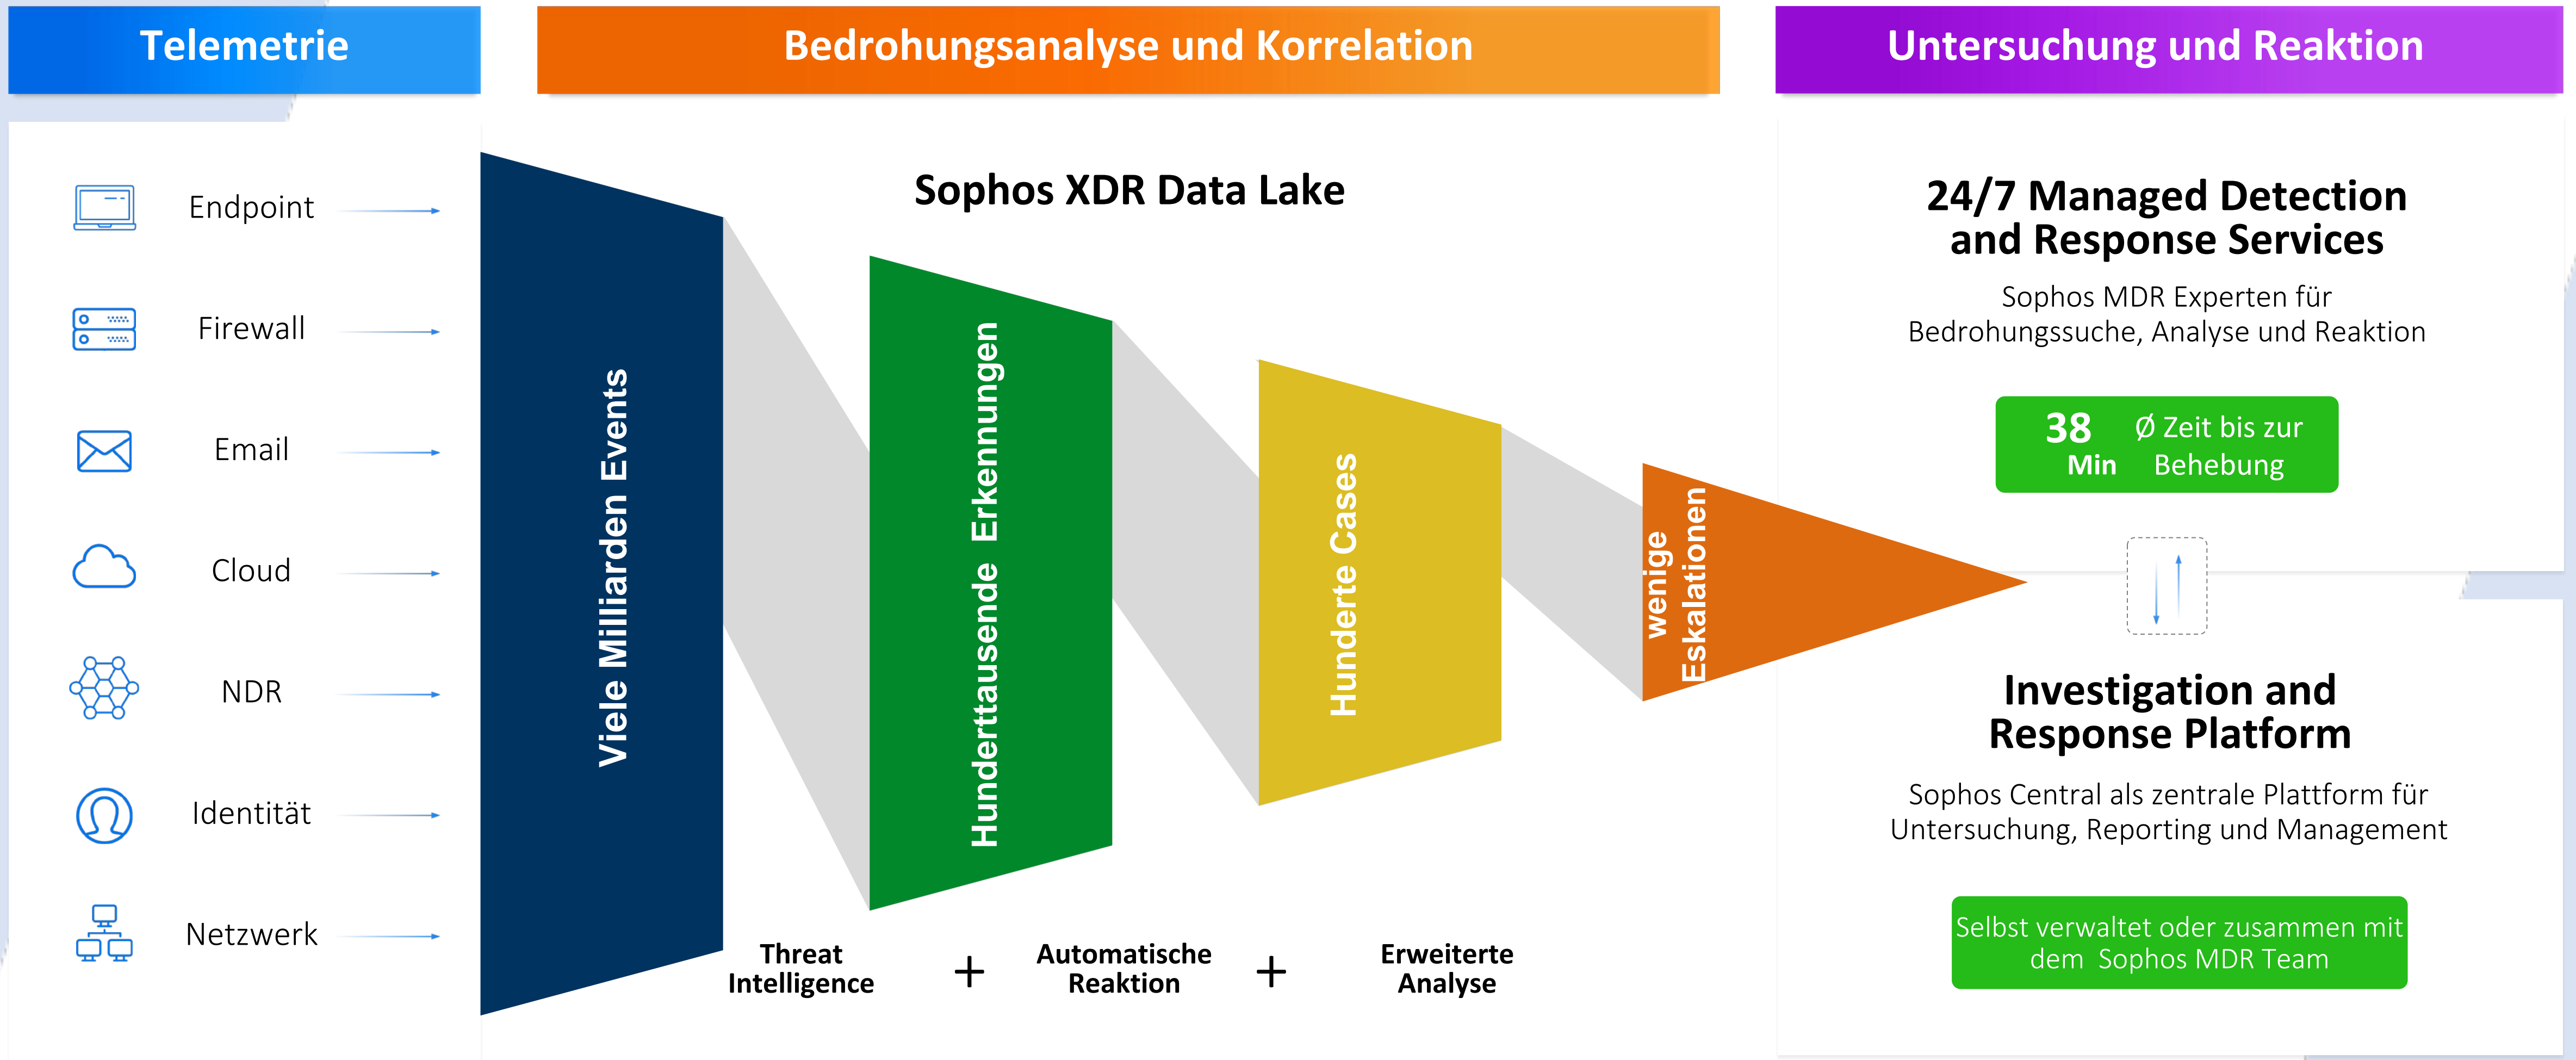 Telemetrie
Bedrohungsanalyse und Korrelation
Untersuchung und Reaktion
Endpoint
Firewall
Email
Cloud
NDR
Identität
Netzwerk
Sophos XDR Data Lake
Viele Milliarden Events
Hunderttausende Erkennungen
Hunderte Cases
wenige
Eskalationen
Threat
Intelligence
+
Automatische
Reaktion
+
Erweiterte
Analyse
24/7 Managed Detection
and Response Services
Sophos MDR Experten für
Bedrohungssuche, Analyse und Reaktion
38 Ø Zeit bis zur
Min Behebung
Investigation and
Response Platform
Sophos Central als zentrale Plattform für
Untersuchung, Reporting und Management
Selbst verwaltet oder zusammen mit
dem Sophos MDR Team